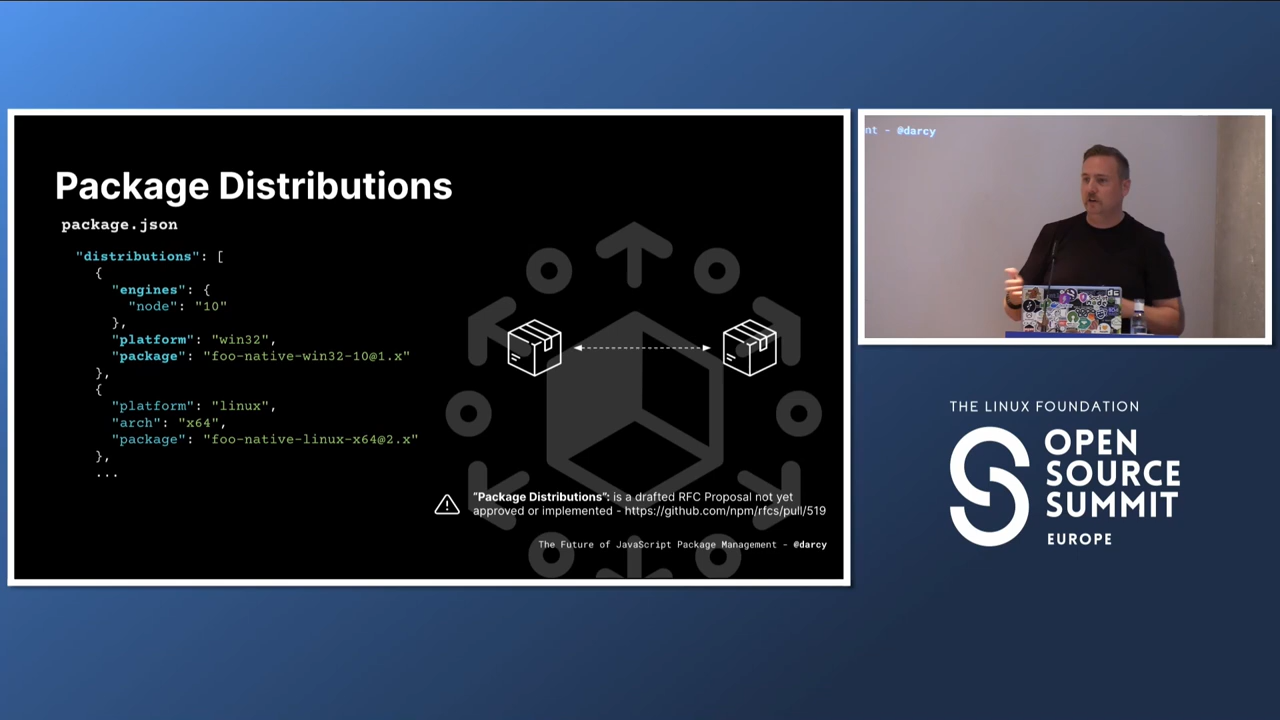 Package Distributions
package.json
"distributions": [
{
"engines": {
"node": "10"
},
"platform": "win32",
"package": "foo-native-win32-10@1.x"
},
{
"platform": "linux",
"arch": "x64",
"package": "foo-native-linux-x64@2.x"
},
...
"Package Distributions": is a drafted RFC Proposal not yet
approved or implemented - https://github.com/npm/rfcs/pull/519
The Future of JavaScript Package Management - @darcy
nt - @darcy
THE LINUX FOUNDATION
OPEN
SOURCE
SUMMIT
EUROPE